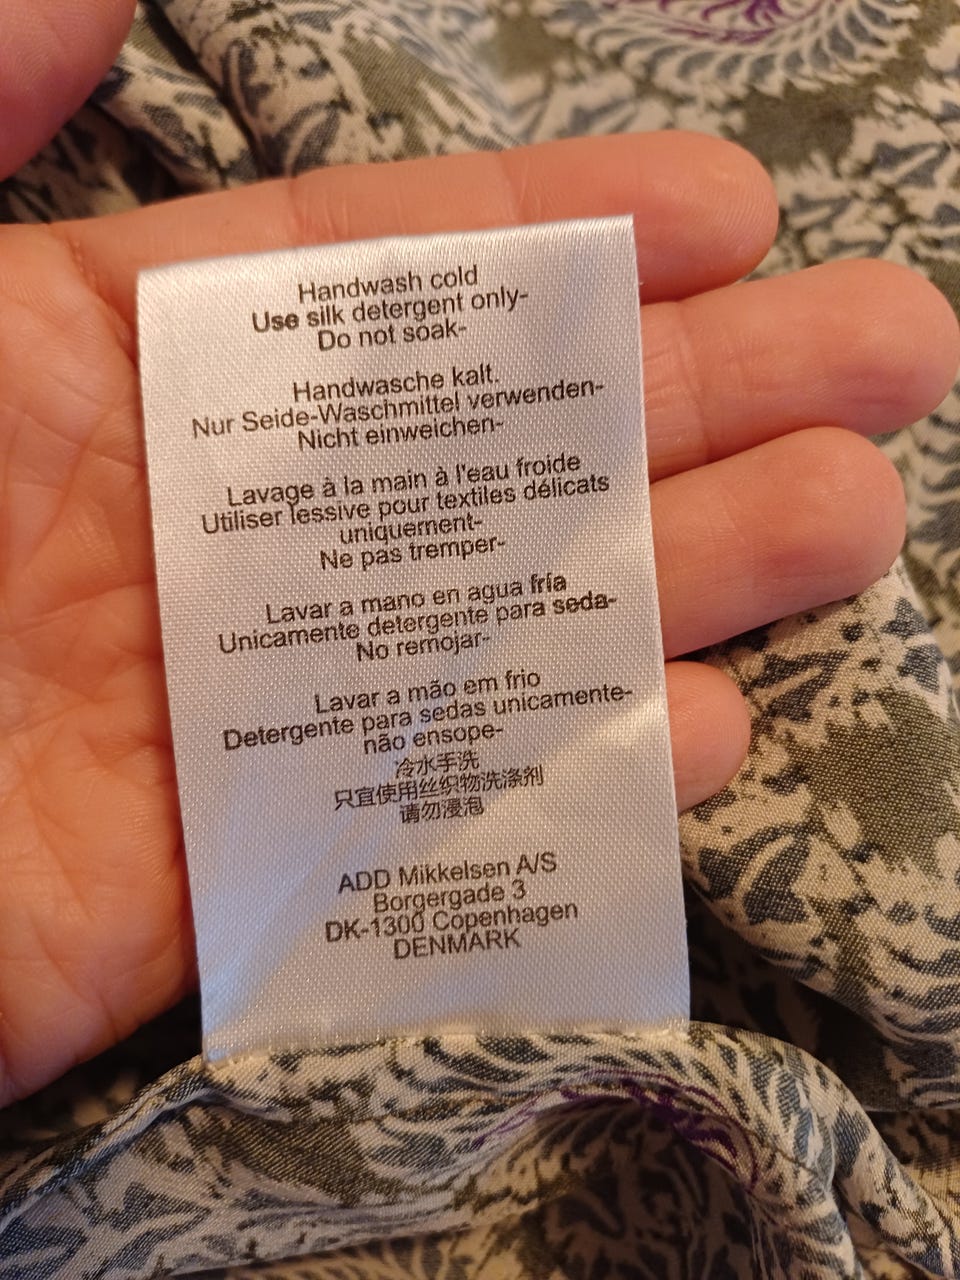 Handwash cold
Use silk detergent only-
Do not soak-
Handwasche kalt.
Nur Seide-Waschmittel verwenden-
Nicht einweichen-
Lavage à la main à l'eau froide
Utiliser lessive pour textiles délicats
uniquement-
Ne pas tremper-
Lavar a mano en agua fría
Unicamente detergente para seda-
No remojar-
Lavar a mão em frio
Detergente para sedas unicamente-
não ensope-
冷水手洗
只宜使用丝织物洗涤剂
请勿浸泡
ADD Mikkelsen A/S
Borgergade 3
DK-1300 Copenhagen
DENMARK